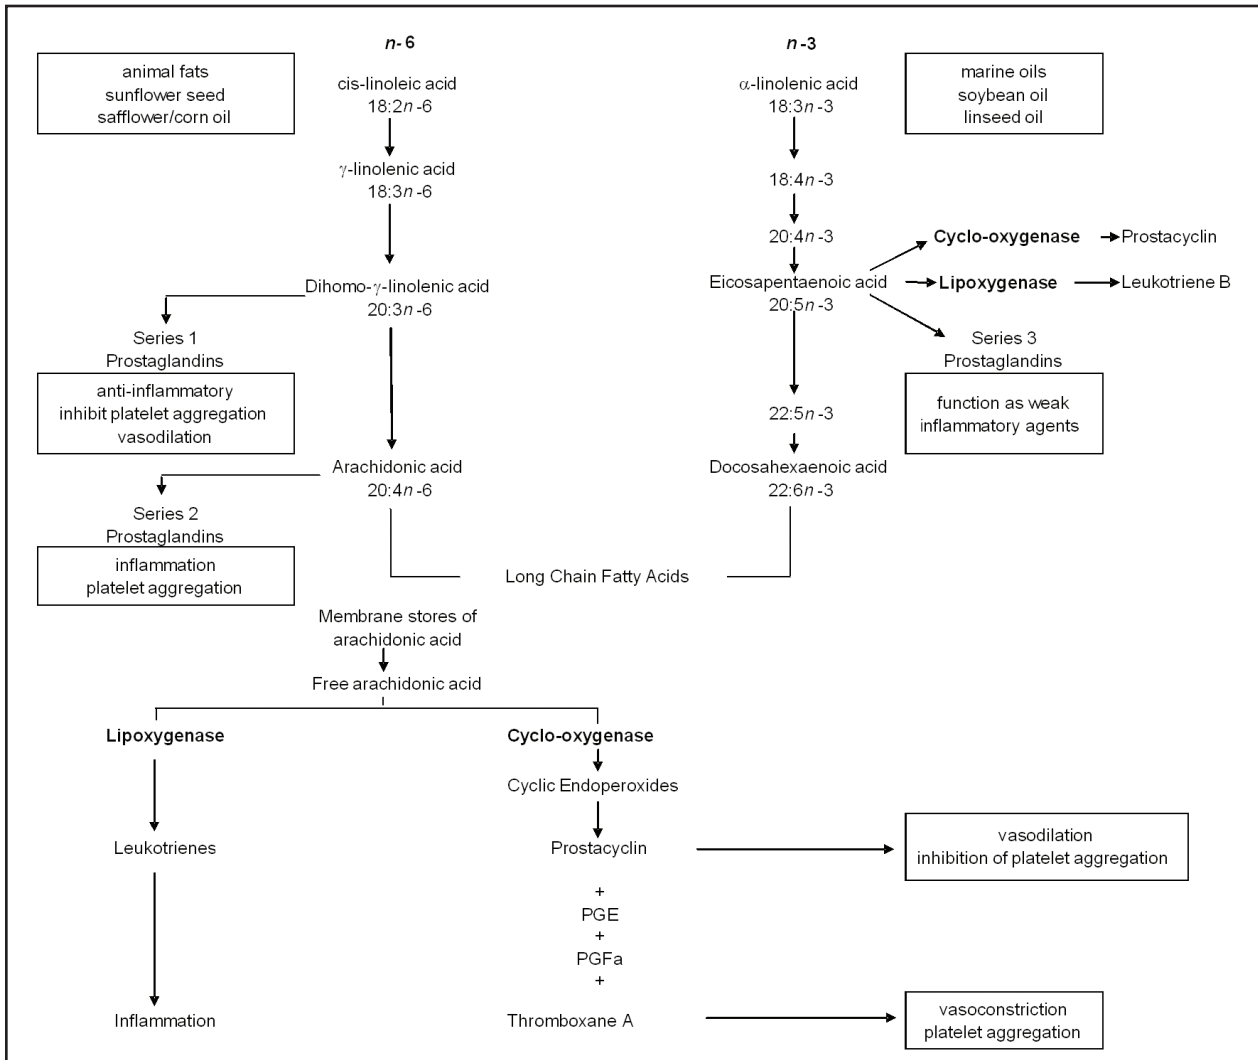 n-6
animal fats
sunflower seed
safflower/corn oil
cis-linoleic acid
18:2n-6
γ-linolenic acid
18:3n-6
Dihomo-γ-linolenic acid
20:3n-6
Series 1
Prostaglandins
anti-inflammatory
inhibit platelet aggregation
vasodilation
Arachidonic acid
20:4n-6
Series 2
Prostaglandins
inflammation
platelet aggregation
n-3
α-linolenic acid
18:3n-3
marine oils
soybean oil
linseed oil
18:4n-3
20:4n-3
Eicosapentaenoic acid
20:5n-3
Cyclo-oxygenase
Prostacyclin
Lipoxygenase
Leukotriene B
Series 3
Prostaglandins
function as weak
inflammatory agents
22:5n-3
Docosahexaenoic acid
22:6n-3
Long Chain Fatty Acids
Membrane stores of
arachidonic acid
Free arachidonic acid
Lipoxygenase
Leukotrienes
Inflammation
Cyclo-oxygenase
Cyclic Endoperoxides
Prostacyclin
+
PGE
+
PGFa
+
Thromboxane A
vasodilation
inhibition of platelet aggregation
vasoconstriction
platelet aggregation